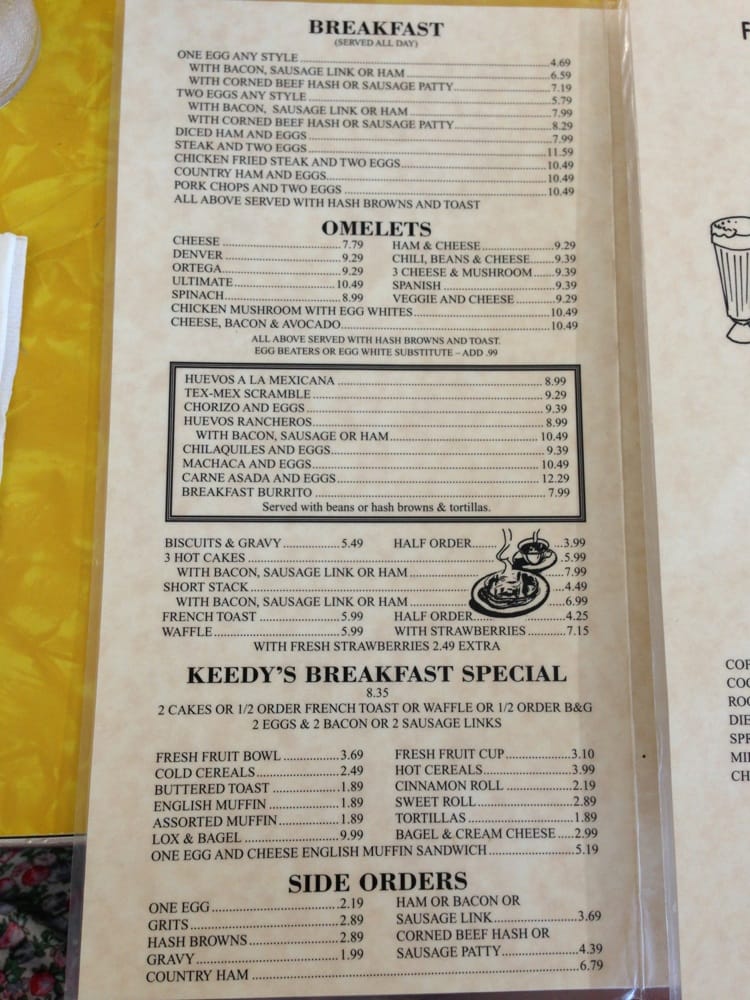 BREAKFAST
(SERVED ALL DAY)
ONE EGG ANY STYLE 4.69
WITH BACON, SAUSAGE LINK OR HAM 6.59
WITH CORNED BEEF HASH OR SAUSAGE PATTY 7.19
TWO EGGS ANY STYLE 5.79
WITH BACON, SAUSAGE LINK OR HAM 7.99
WITH CORNED BEEF HASH OR SAUSAGE PATTY 8.29
DICED HAM AND EGGS 7.99
STEAK AND TWO EGGS 11.59
CHICKEN FRIED STEAK AND TWO EGGS 10.49
COUNTRY HAM AND EGGS 10.49
PORK CHOPS AND TWO EGGS 10.49
ALL ABOVE SERVED WITH HASH BROWNS AND TOAST
OMELETS
CHEESE 7.79 HAM & CHEESE 9.29
DENVER 9.29 CHILI, BEANS & CHEESE 9.39
ORTEGA 9.29 3 CHEESE & MUSHROOM 9.39
ULTIMATE 10.49 SPANISH 9.39
SPINACH 8.99 VEGGIE AND CHEESE 9.29
CHICKEN MUSHROOM WITH EGG WHITES 10.49
CHEESE, BACON & AVOCADO 10.49
ALL ABOVE SERVED WITH HASH BROWNS AND TOAST.
EGG BEATERS OR EGG WHITE SUBSTITUTE – ADD .99
HUEVOS A LA MEXICANA 8.99
TEX-MEX SCRAMBLE 9.29
CHORIZO AND EGGS 9.39
HUEVOS RANCHEROS 8.99
WITH BACON, SAUSAGE OR HAM 10.49
CHILAQUILES AND EGGS 9.39
MACHACA AND EGGS 10.49
CARNE ASADA AND EGGS 12.29
BREAKFAST BURRITO 7.99
Served with beans or hash browns & tortillas.
BISCUITS & GRAVY 5.49 HALF ORDER 3.99
3 HOT CAKES 5.99
WITH BACON, SAUSAGE LINK OR HAM 7.99
SHORT STACK 4.49
WITH BACON, SAUSAGE LINK OR HAM 6.99
FRENCH TOAST 5.99 HALF ORDER 4.25
WAFFLE 5.99 WITH STRAWBERRIES 7.15
WITH FRESH STRAWBERRIES 2.49 EXTRA
KEEDY'S BREAKFAST SPECIAL
8.35
2 CAKES OR 1/2 ORDER FRENCH TOAST OR WAFFLE OR 1/2 ORDER B&G
2 EGGS & 2 BACON OR 2 SAUSAGE LINKS
FRESH FRUIT BOWL 3.69 FRESH FRUIT CUP 3.10
COLD CEREALS 2.49 HOT CEREALS 3.99
BUTTERED TOAST 1.89 CINNAMON ROLL 2.19
ENGLISH MUFFIN 1.89 SWEET ROLL 2.89
ASSORTED MUFFIN 1.89 TORTILLAS 1.89
LOX & BAGEL 9.99 BAGEL & CREAM CHEESE 2.99
ONE EGG AND CHEESE ENGLISH MUFFIN SANDWICH 5.19
SIDE ORDERS
ONE EGG 2.19 HAM OR BACON OR
GRITS 2.89 SAUSAGE LINK 3.69
HASH BROWNS 2.89 CORNED BEEF HASH OR
GRAVY 1.99 SAUSAGE PATTY 4.39
COUNTRY HAM 6.79